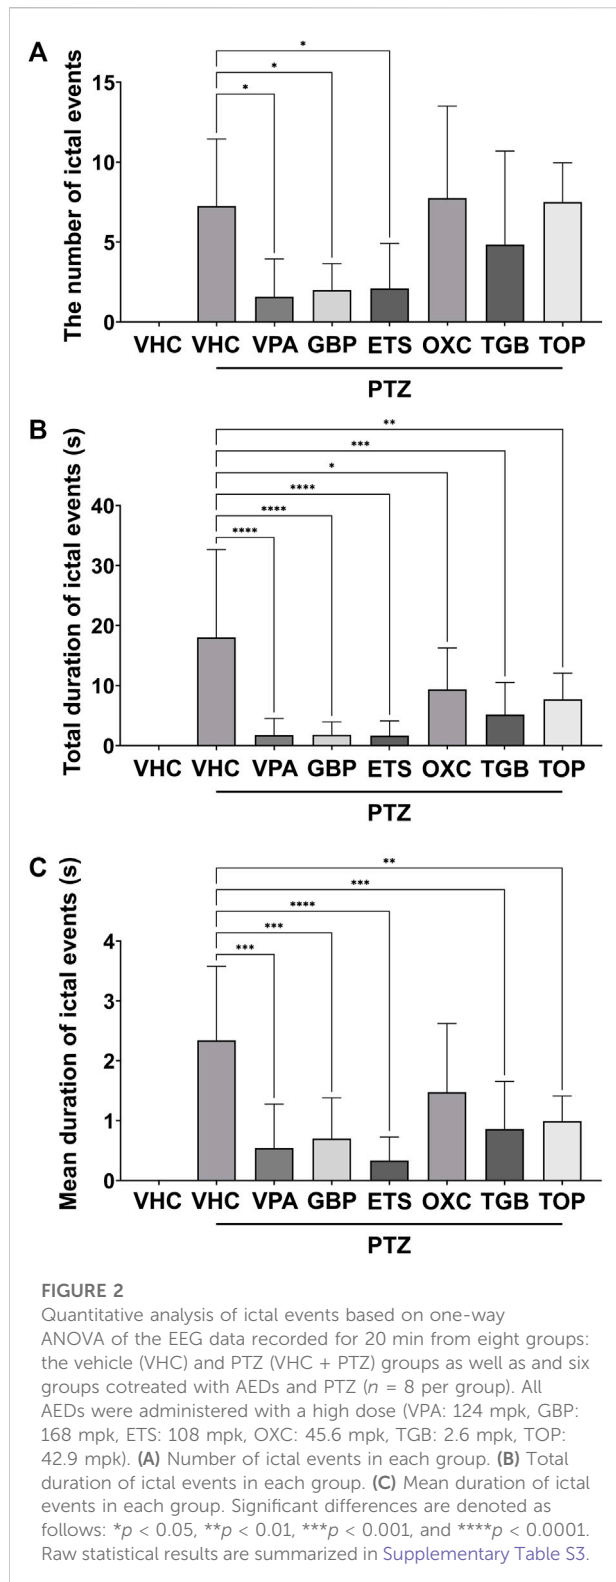 A
The number of ictal events
*
*
*
15
10
5
0
VHC VHC VPA GBP ETS OXC TGB TOP
PTZ
B
Total duration of ictal events (s)
**
***
*
****
****
****
40
30
20
10
0
VHC VHC VPA GBP ETS OXC TGB TOP
PTZ
C
Mean duration of ictal events (s)
**
***
****
***
***
4
3
2
1
0
VHC VHC VPA GBP ETS OXC TGB TOP
PTZ
FIGURE 2
Quantitative analysis of ictal events based on one-way
ANOVA of the EEG data recorded for 20 min from eight groups:
the vehicle (VHC) and PTZ (VHC + PTZ) groups as well as and six
groups cotreated with AEDs and PTZ (n = 8 per group). All
AEDs were administered with a high dose (VPA: 124 mpk, GBP:
168 mpk, ETS: 108 mpk, OXC: 45.6 mpk, TGB: 2.6 mpk, TOP:
42.9 mpk). (A) Number of ictal events in each group. (B) Total
duration of ictal events in each group. (C) Mean duration of ictal
events in each group. Significant differences are denoted as
follows: *p < 0.05, **p < 0.01, ***p < 0.001, and ****p < 0.0001.
Raw statistical results are summarized in Supplementary Table S3.